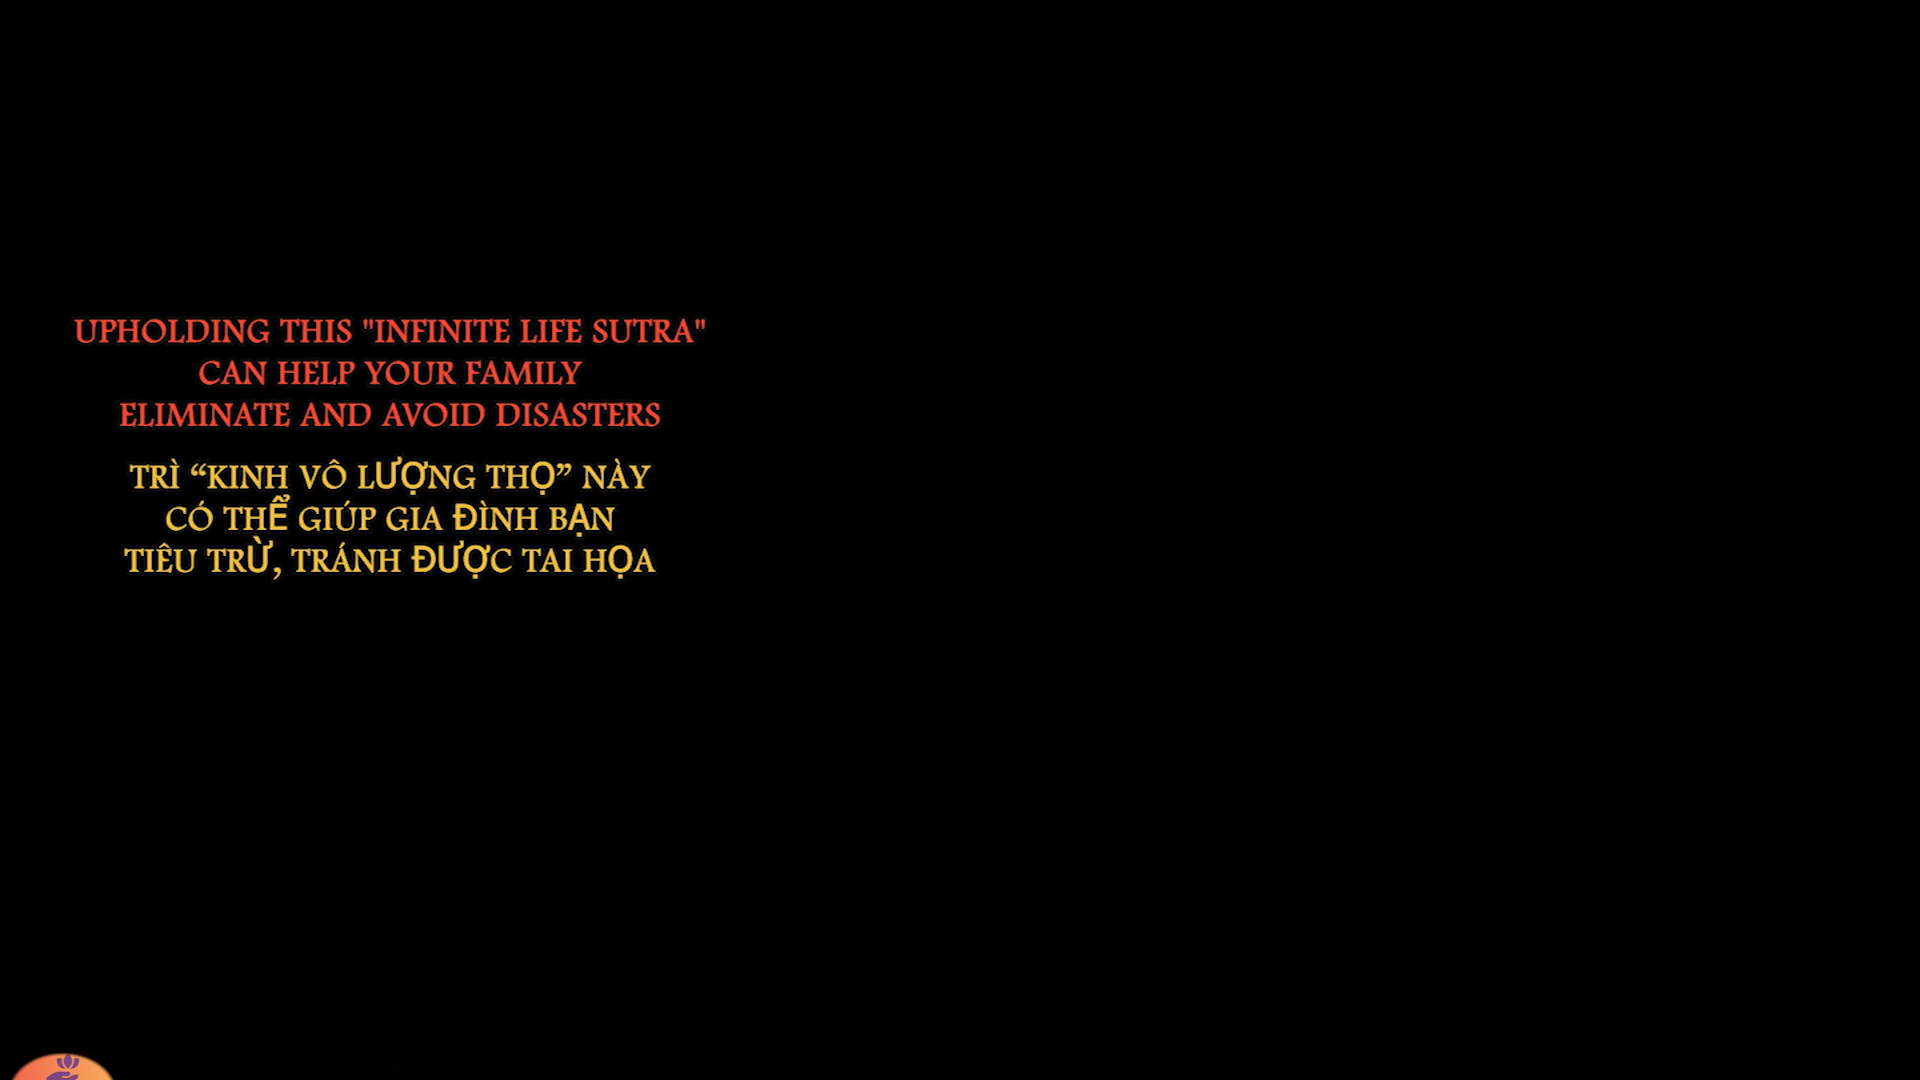 UPHOLDING THIS "INFINITE LIFE SUTRA"
CAN HELP YOUR FAMILY
ELIMINATE AND AVOID DISASTERS
TRÌ “KINH VÔ LƯỢNG THỌ” NÀY
CÓ THỂ GIÚP GIA ĐÌNH BẠN
TIÊU TRỪ, TRÁNH ĐƯỢC TAI HỌA